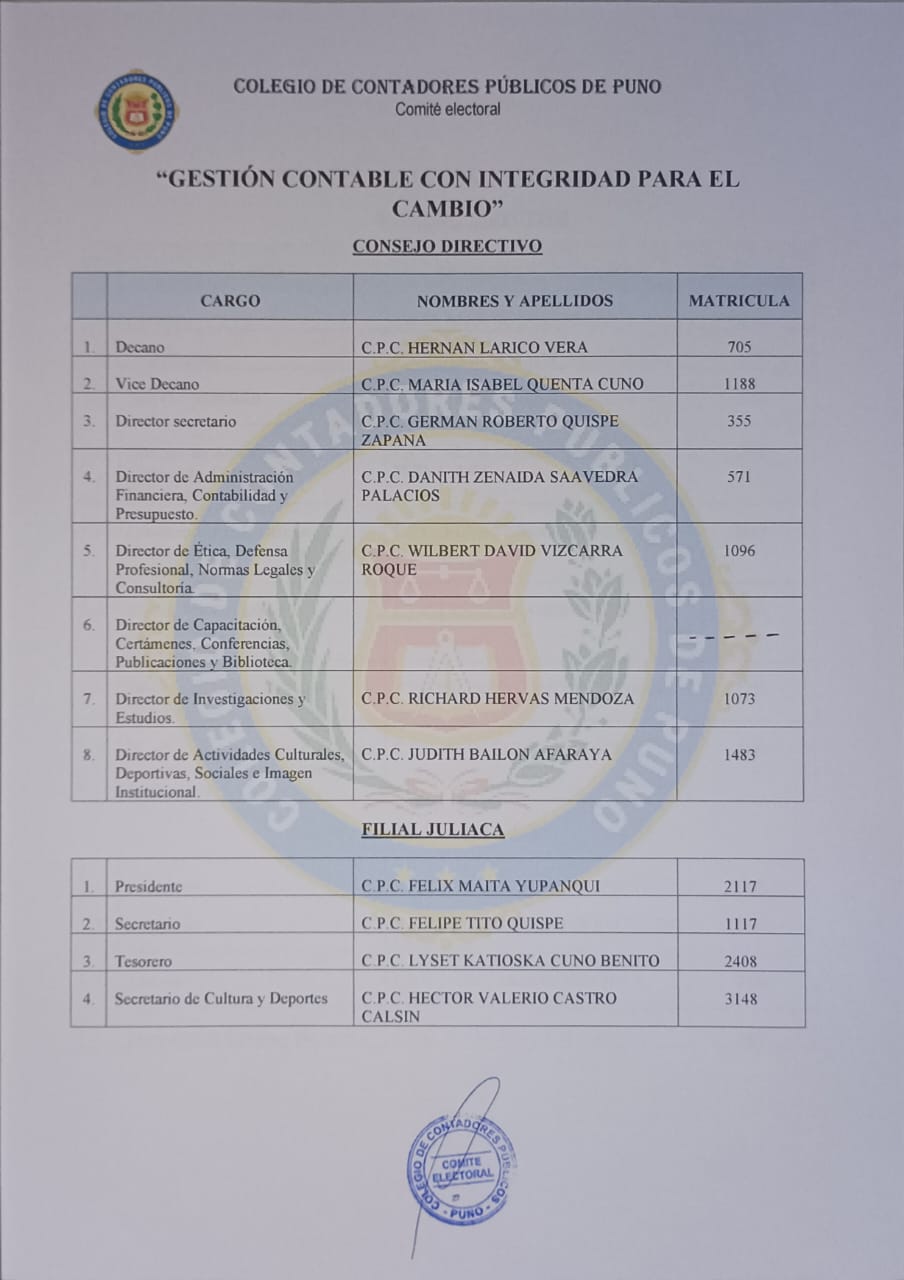 COLEGIO DE CONTADORES PÚBLICOS DE PUNO
Comité electoral
“GESTIÓN CONTABLE CON INTEGRIDAD PARA EL
CAMBIO”
CONSEJO DIRECTIVO
CARGO NOMBRES Y APELLIDOS MATRICULA
1. Decano C.P.C. HERNAN LARICO VERA 705
2. Vice Decano C.P.C. MARIA ISABEL QUENTA CUNO 1188
3. Director secretario C.P.C. GERMAN ROBERTO QUISPE 355
ZAPANA
4. Director de Administración C.P.C. DANITH ZENAIDA SAAVEDRA 571
Financiera, Contabilidad y PALACIOS
Presupuesto.
5. Director de Ética, Defensa C.P.C. WILBERT DAVID VIZCARRA 1096
Profesional, Normas Legales y ROQUE
Consultoría.
6. Director de Capacitación, - - - - -
Certámenes, Conferencias,
Publicaciones y Biblioteca.
7. Director de Investigaciones y C.P.C. RICHARD HERVAS MENDOZA 1073
Estudios.
8. Director de Actividades Culturales, C.P.C. JUDITH BAILON AFARAYA 1483
Deportivas, Sociales e Imagen
Institucional.
FILIAL JULIACA
1. Presidente C.P.C. FELIX MAITA YUPANQUI 2117
2. Secretario C.P.C. FELIPE TITO QUISPE 1117
3. Tesorero C.P.C. LYSET KATIOSKA CUNO BENITO 2408
4. Secretario de Cultura y Deportes C.P.C. HECTOR VALERIO CASTRO 3148
CALSIN
COLEGIO DE CONTADORES PÚBLICOS DE PUNO
COLEGIO DE CONTADORES PÚBLICOS
COMITE
ELECTORAL
- PUNO -